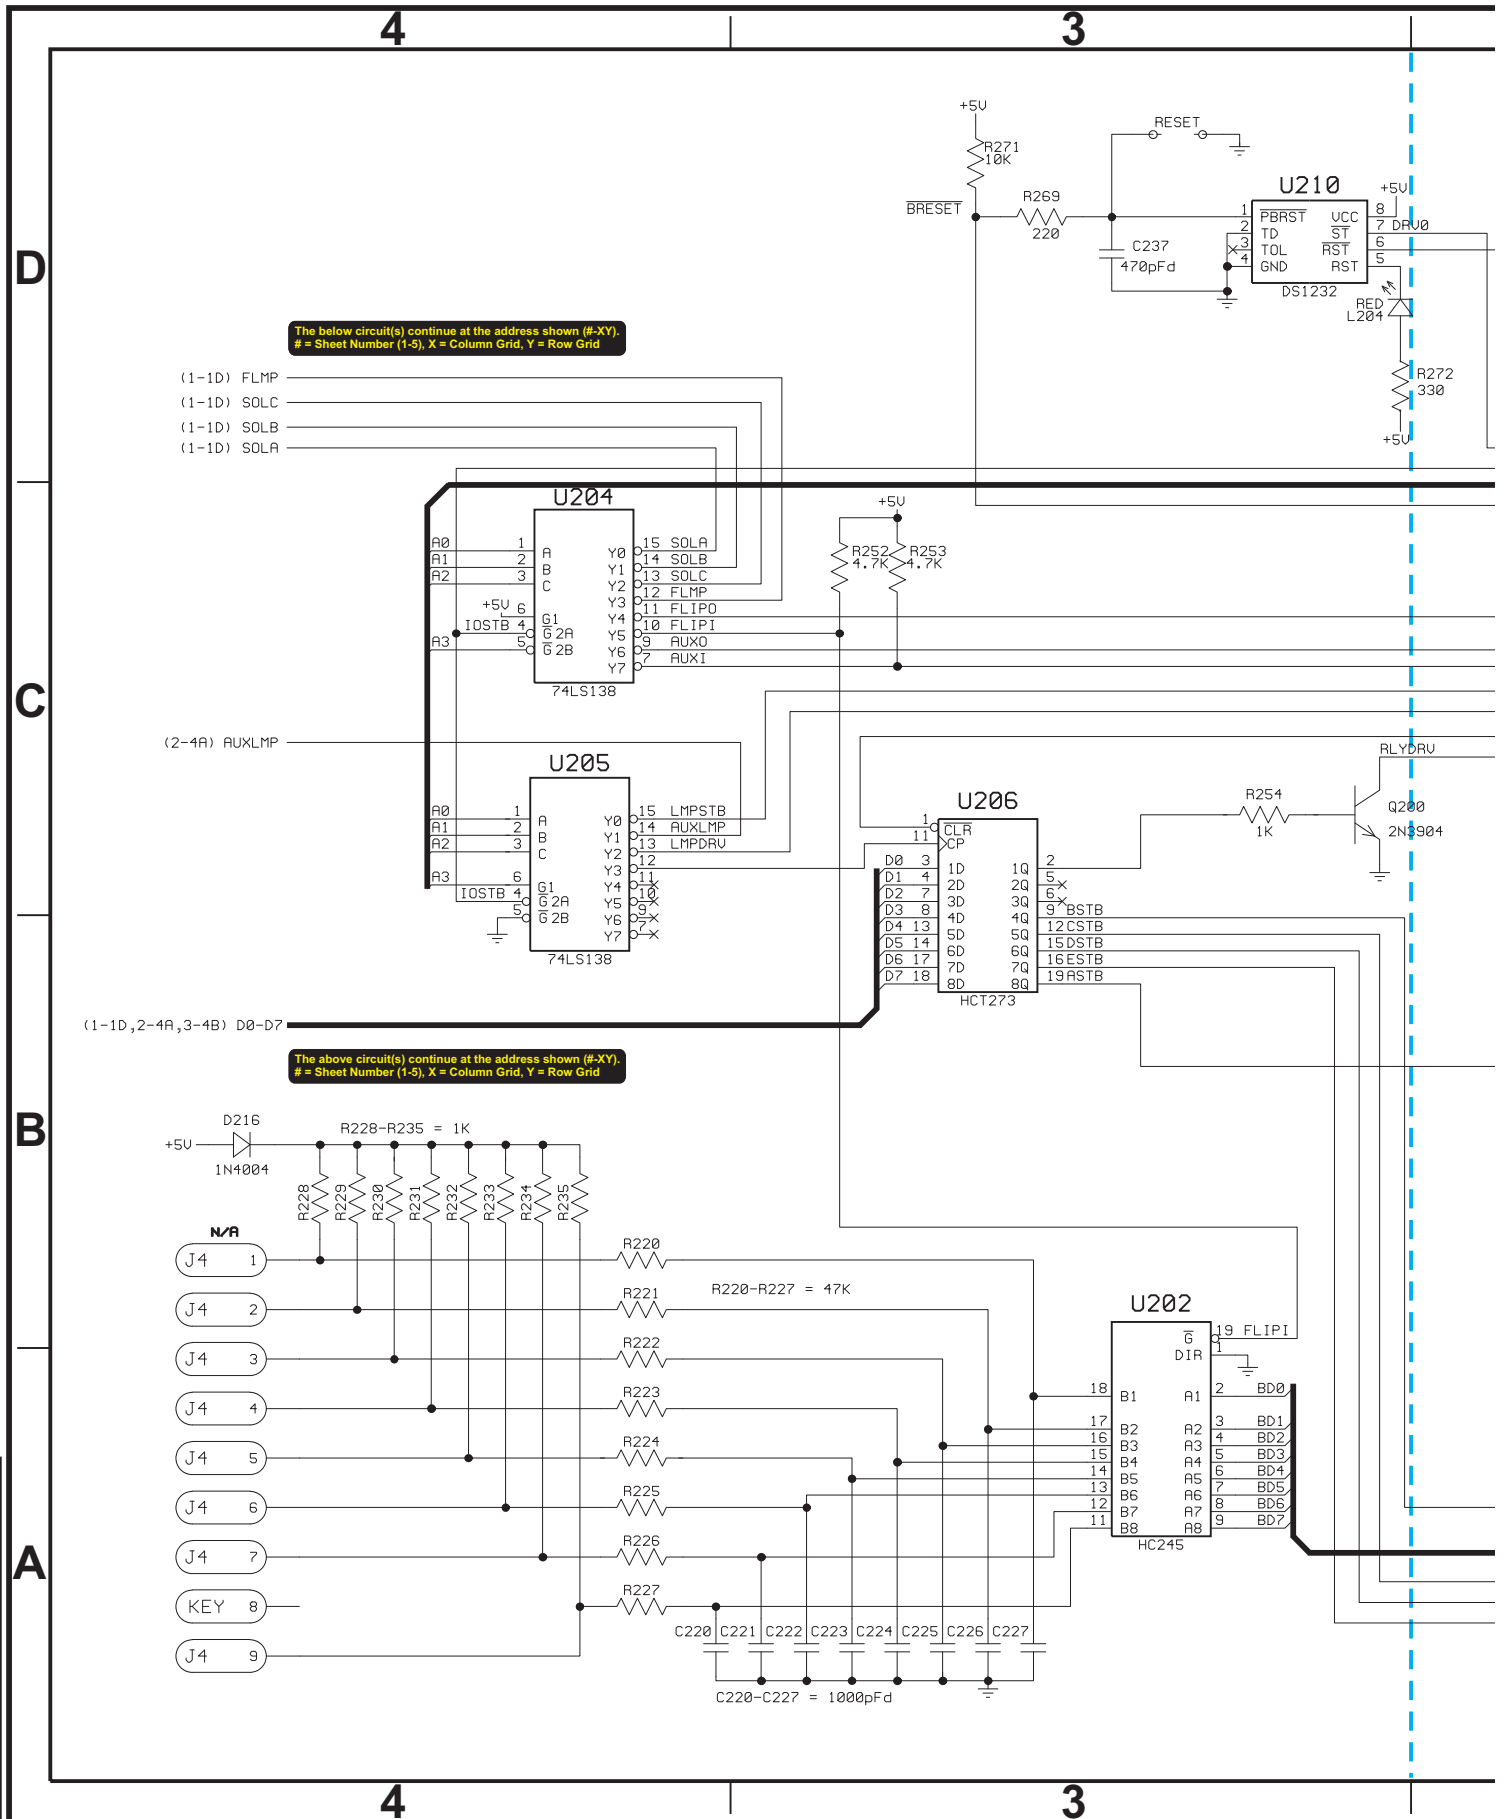 4 3
+5V
RESET
R271
10K
U210
R269
+5V
BRESET
1 PBRST VCC 8
220
2 TD ST 7 DRV0
C237
3 TOL RST 6
D
470pFd
4 GND RST 5
DS1232
RED
L204
The below circuit(s) continue at the address shown (#-XY).
# = Sheet Number (1-5), X = Column Grid, Y = Row Grid
(1-1D) FLMP
R272
330
(1-1D) SOLC
(1-1D) SOLB
+5V
(1-1D) SOLA
U204
+5V
A0 1 A Y0 15 SOLA
R252 R253
4.7K 4.7K
A1 2 B Y1 14 SOLB
A2 3 C Y2 13 SOLC
Y3 12 FLMP
+5V 6 G1 Y4 11 FLIPO
IOSTB 4 G2A Y5 10 FLIPI
A3 5 G2B Y6 9 AUXO
Y7 7 AUXI
74LS138
C
(2-4A) AUXLMP
RLYDRV
U205
U206
R254
Q200
1K
2N3904
A0 1 A Y0 15 LMPSTB
A1 2 B Y1 14 AUXLMP
A2 3 C Y2 13 LMPDRV
Y3 12
A3 6 G1 Y4 11
IOSTB 4 G2A Y5 10
5 G2B Y6 9
Y7 7
74LS138
1 CLR
11 CP
D0 3 1D 1Q 2
D1 4 2D 2Q 5
D2 7 3D 3Q 6
D3 8 4D 4Q 9 BSTB
D4 13 5D 5Q 12 CSTB
D5 14 6D 6Q 15 DSTB
D6 17 7D 7Q 16 ESTB
D7 18 8D 8Q 19 ASTB
HCT273
(1-1D,2-4A,3-4B) D0-D7
The above circuit(s) continue at the address shown (#-XY).
# = Sheet Number (1-5), X = Column Grid, Y = Row Grid
B
D216
R228-R235 = 1K
+5V
1N4004
R228 R229 R230 R231 R232 R233 R234 R235
N/A
J4 1 R220
R220-R227 = 47K
J4 2 R221
U202
G 19 FLIPI
J4 3 R222
DIR 1
J4 4 R223
18 B1 A1 2 BD0
17 B2 A2 3 BD1
J4 5 R224
16 B3 A3 4 BD2
15 B4 A4 5 BD3
14 B5 A5 6 BD4
J4 6 R225
13 B6 A6 7 BD5
12 B7 A7 8 BD6
11 B8 A8 9 BD7
HC245
A
J4 7 R226
KEY 8 R227
C220 C221 C222 C223 C224 C225 C226 C227
J4 9
C220-C227 = 1000pFd
4 3